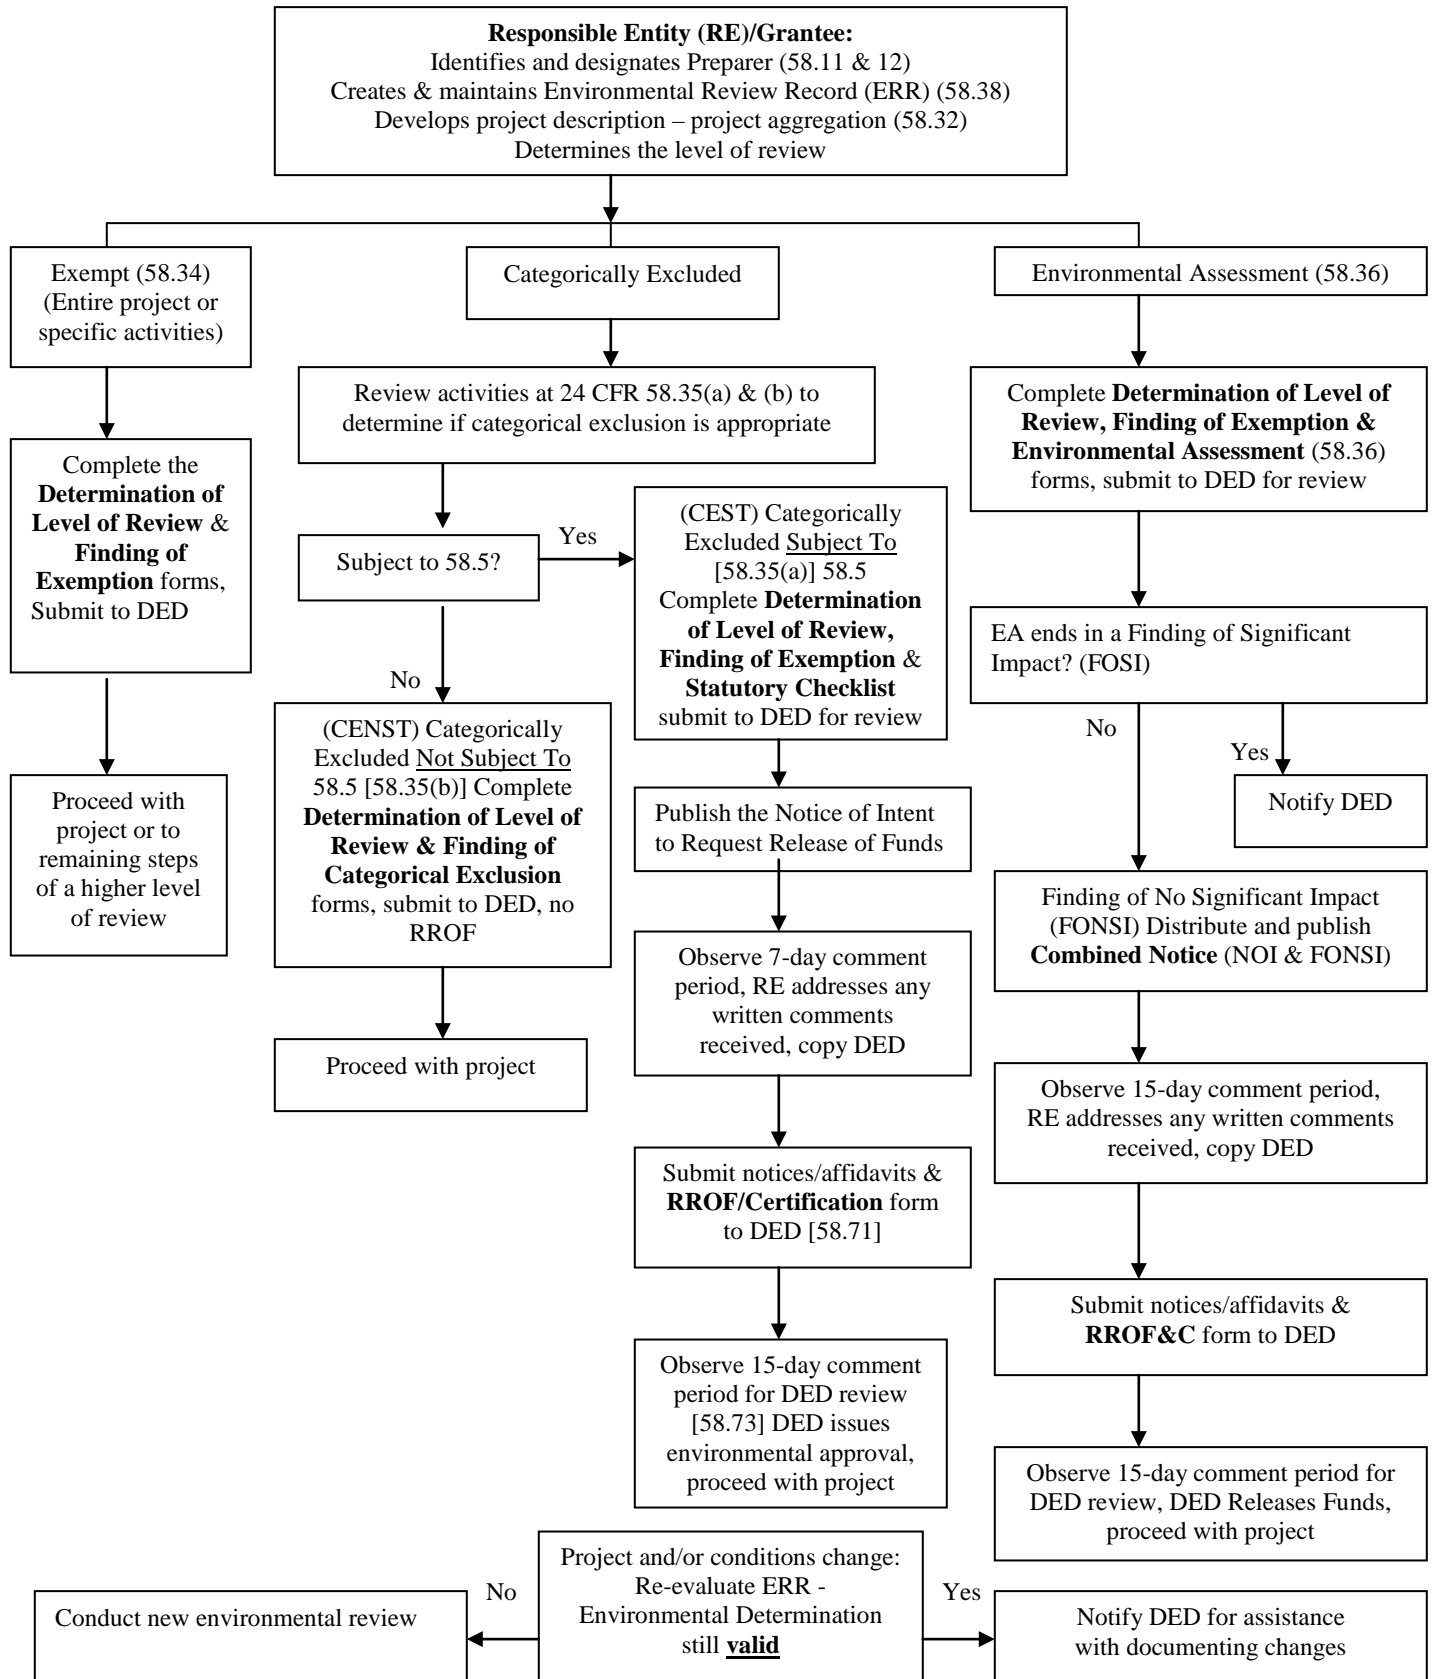 Responsible Entity (RE)/Grantee:
Identifies and designates Preparer (58.11 & 12)
Creates & maintains Environmental Review Record (ERR) (58.38)
Develops project description – project aggregation (58.32)
Determines the level of review
Exempt (58.34)
(Entire project or
specific activities)
Complete the
Determination of
Level of Review &
Finding of
Exemption forms,
Submit to DED
Proceed with
project or to
remaining steps
of a higher level
of review
Categorically Excluded
Review activities at 24 CFR 58.35(a) & (b) to
determine if categorical exclusion is appropriate
Subject to 58.5?
Yes
No
(CENST) Categorically
Excluded Not Subject To
58.5 [58.35(b)] Complete
Determination of Level of
Review & Finding of
Categorical Exclusion
forms, submit to DED, no
RROF
Proceed with project
(CEST) Categorically
Excluded Subject To
[58.35(a)] 58.5
Complete Determination
of Level of Review,
Finding of Exemption &
Statutory Checklist
submit to DED for review
Publish the Notice of Intent
to Request Release of Funds
Observe 7-day comment
period, RE addresses any
written comments
received, copy DED
Submit notices/affidavits &
RROF/Certification form
to DED [58.71]
Observe 15-day comment
period for DED review
[58.73] DED issues
environmental approval,
proceed with project
Environmental Assessment (58.36)
Complete Determination of Level of
Review, Finding of Exemption &
Environmental Assessment (58.36)
forms, submit to DED for review
EA ends in a Finding of Significant
Impact? (FOSI)
No
Yes
Notify DED
Finding of No Significant Impact
(FONSI) Distribute and publish
Combined Notice (NOI & FONSI)
Observe 15-day comment period,
RE addresses any written comments
received, copy DED
Submit notices/affidavits &
RROF&C form to DED
Observe 15-day comment period for
DED review, DED Releases Funds,
proceed with project
Project and/or conditions change:
Re-evaluate ERR -
Environmental Determination
still valid
No
Conduct new environmental review
Yes
Notify DED for assistance
with documenting changes